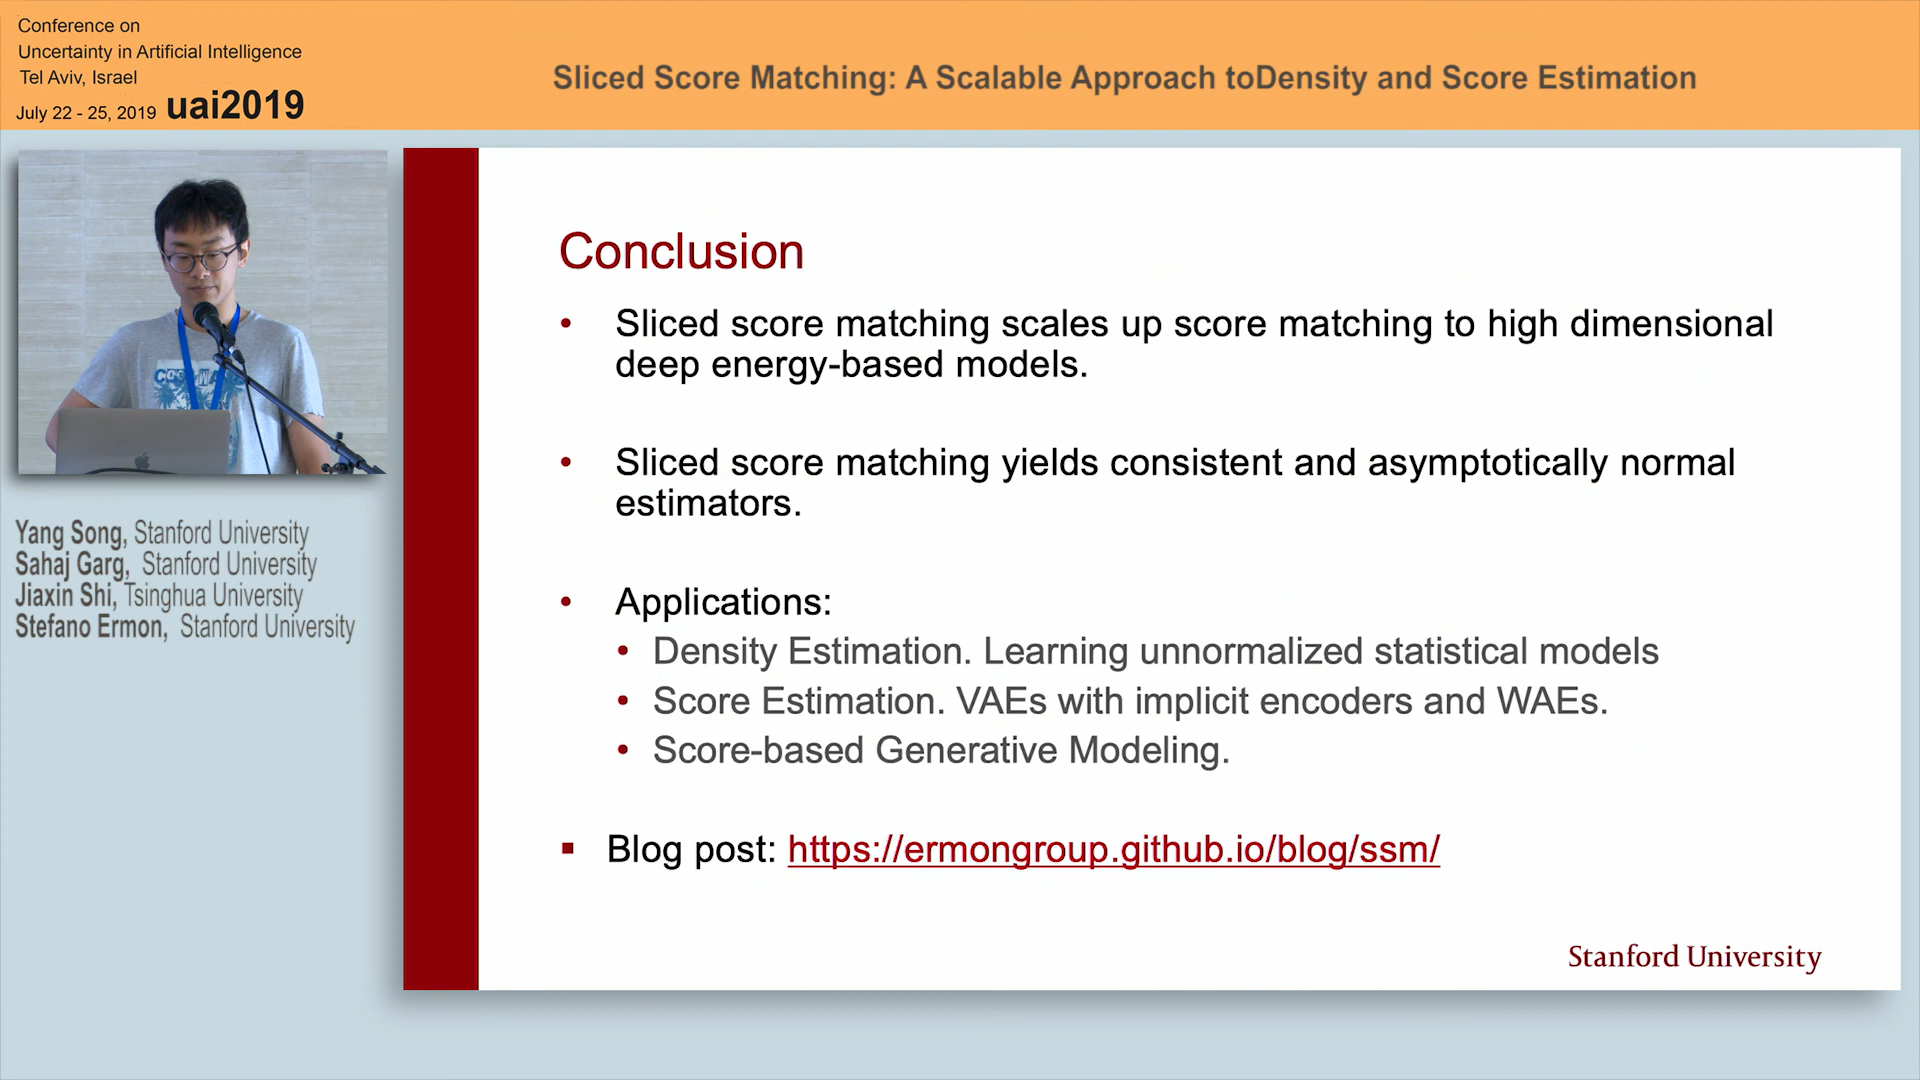 Conference on
Uncertainty in Artificial Intelligence
Tel Aviv, Israel
July 22 - 25, 2019 uai2019
Sliced Score Matching: A Scalable Approach toDensity and Score Estimation
Yang Song, Stanford University
Sahaj Garg, Stanford University
Jiaxin Shi, Tsinghua University
Stefano Ermon, Stanford University
Conclusion
• Sliced score matching scales up score matching to high dimensional
deep energy-based models.
• Sliced score matching yields consistent and asymptotically normal
estimators.
• Applications:
• Density Estimation. Learning unnormalized statistical models
• Score Estimation. VAEs with implicit encoders and WAEs.
• Score-based Generative Modeling.
▪ Blog post: https://ermongroup.github.io/blog/ssm/
Stanford University